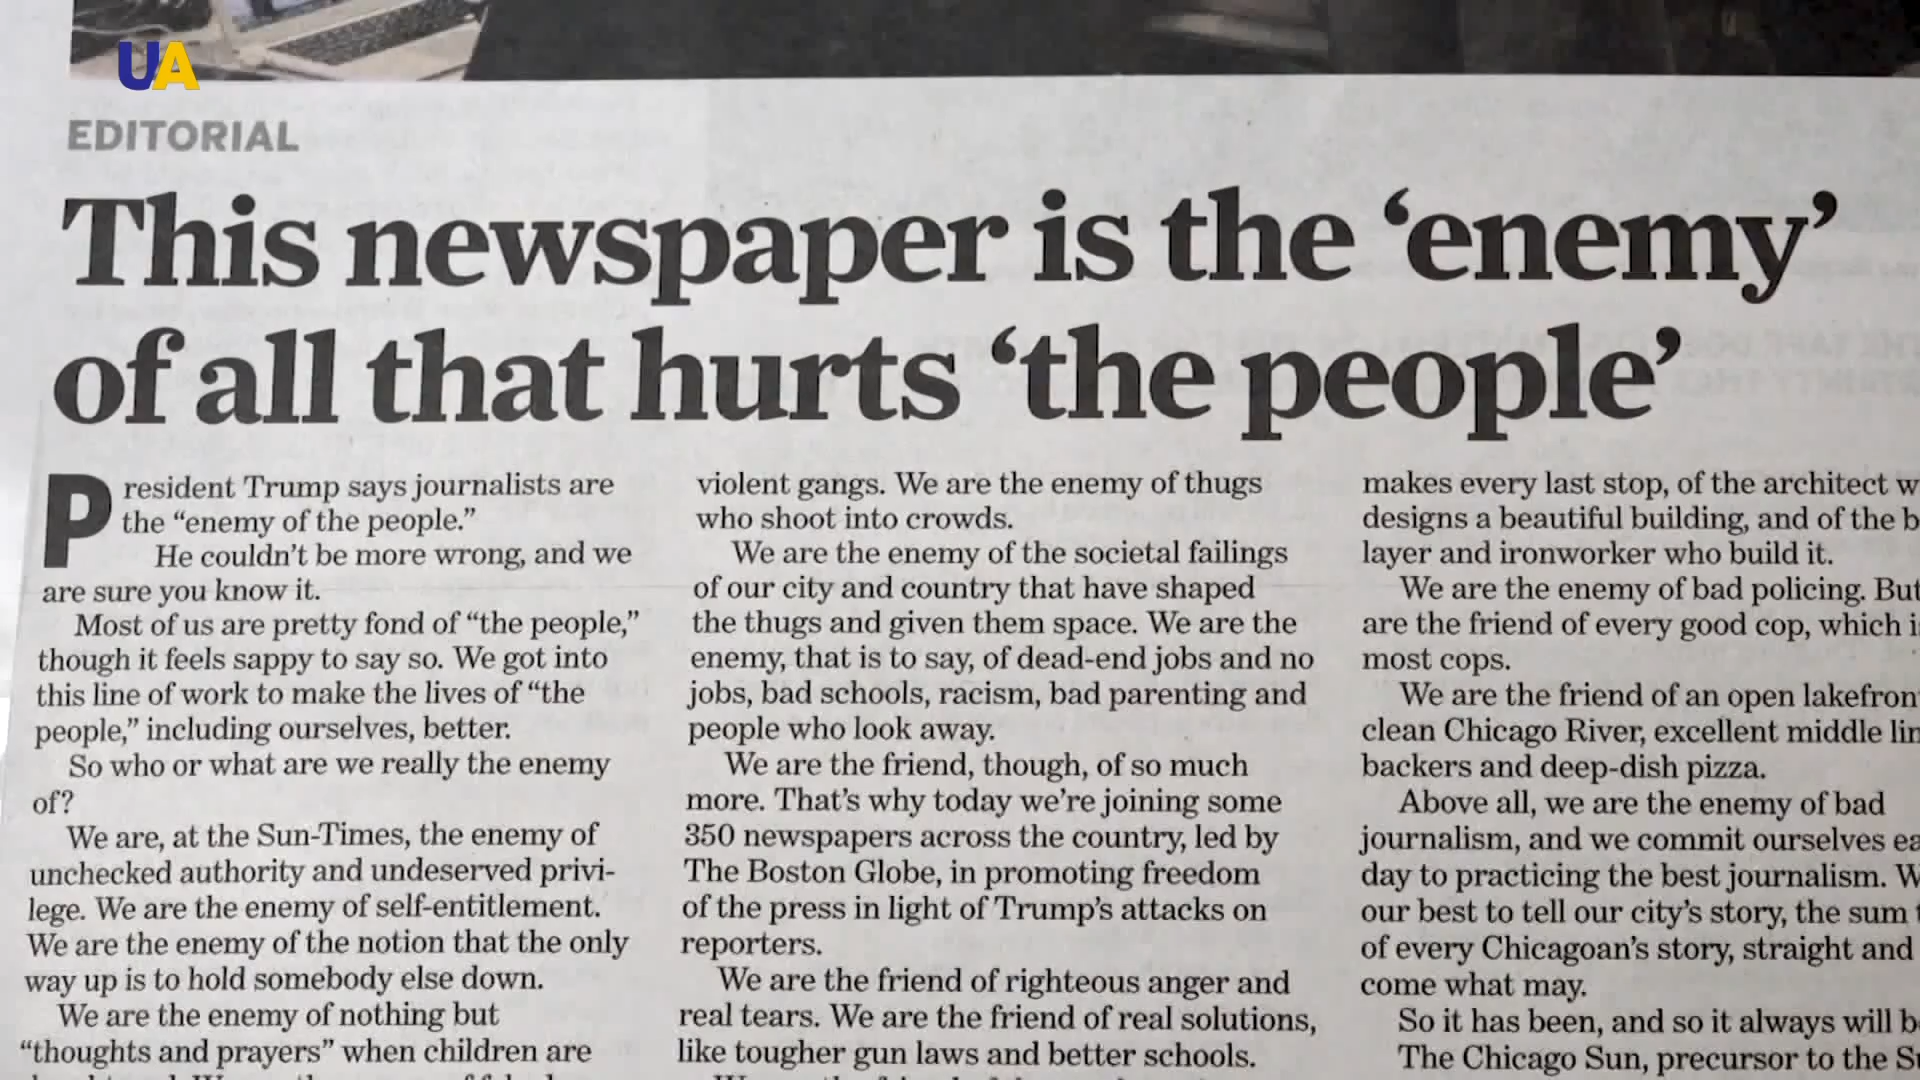 UA
EDITORIAL
This newspaper is the ‘enemy’
of all that hurts ‘the people’
President Trump says journalists are
the “enemy of the people.”
He couldn’t be more wrong, and we
are sure you know it.
Most of us are pretty fond of “the people,”
though it feels sappy to say so. We got into
this line of work to make the lives of “the
people,” including ourselves, better.
So who or what are we really the enemy
of?
We are, at the Sun-Times, the enemy of
unchecked authority and undeserved privi-
lege. We are the enemy of self-entitlement.
We are the enemy of the notion that the only
way up is to hold somebody else down.
We are the enemy of nothing but
“thoughts and prayers” when children are
violent gangs. We are the enemy of thugs
who shoot into crowds.
We are the enemy of the societal failings
of our city and country that have shaped
the thugs and given them space. We are the
enemy, that is to say, of dead-end jobs and no
jobs, bad schools, racism, bad parenting and
people who look away.
We are the friend, though, of so much
more. That’s why today we’re joining some
350 newspapers across the country, led by
The Boston Globe, in promoting freedom
of the press in light of Trump’s attacks on
reporters.
We are the friend of righteous anger and
real tears. We are the friend of real solutions,
like tougher gun laws and better schools.
makes every last stop, of the architect
designs a beautiful building, and of the
layer and ironworker who build it.
We are the enemy of bad policing. But
are the friend of every good cop, which
most cops.
We are the friend of an open
clean Chicago River, excellent middle
backers and deep-dish pizza.
Above all, we are the enemy of bad
journalism, and we commit ourselves
day to practicing the best journalism.
our best to tell our city’s story, the sum
of every Chicagoan’s story, straight and
come what may.
So it has been, and so it always will
The Chicago Sun, precursor to the